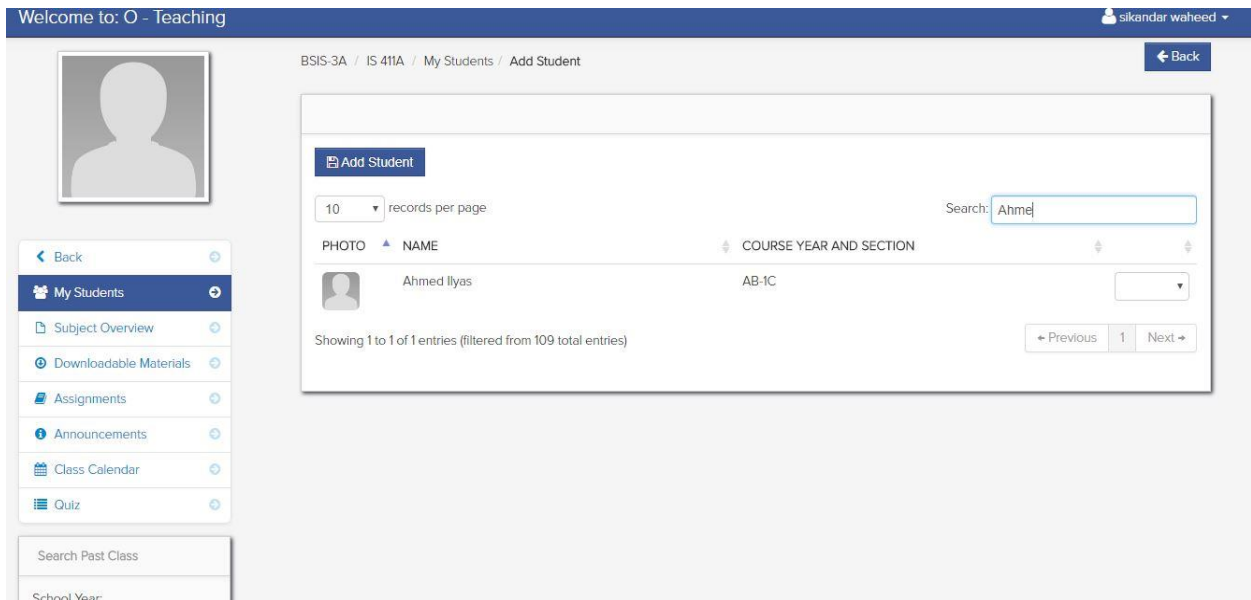 Welcome to: O - Teaching
sikandar waheed
BSIS-3A / IS 411A / My Students / Add Student
Back
Add Student
10 records per page
Search: Ahme
PHOTO NAME COURSE YEAR AND SECTION
Ahmed Ilyas AB-1C
Showing 1 to 1 of 1 entries (filtered from 109 total entries)
← Previous 1 Next →
Back
My Students
Subject Overview
Downloadable Materials
Assignments
Announcements
Class Calendar
Quiz
Search Past Class
School Year: